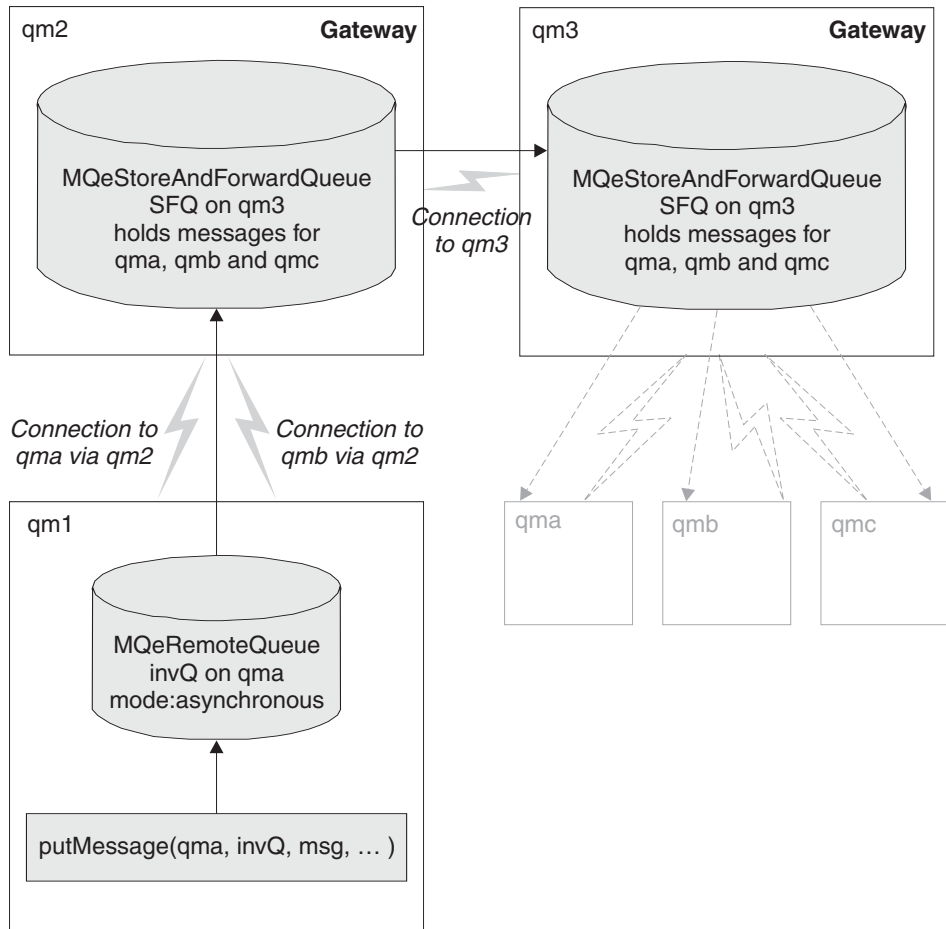 qm2
Gateway
MQeStoreAndForwardQueue
SFQ on qm3
holds messages for
qma, qmb and qmc
Connection
to qm3
qm3
Gateway
MQeStoreAndForwardQueue
SFQ on qm3
holds messages for
qma, qmb and qmc
Connection to
qma via qm2
Connection to
qmb via qm2
qma
qmb
qmc
qm1
MQeRemoteQueue
invQ on qma
mode:asynchronous
putMessage(qma, invQ, msg, … )